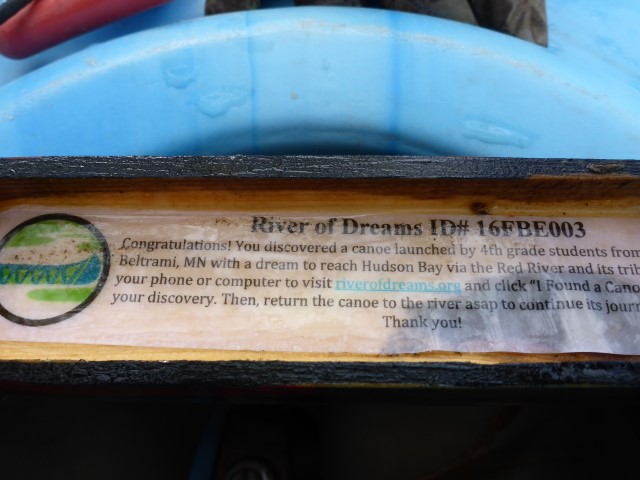 River of Dreams ID# 16FBE003
Congratulations! You discovered a canoe launched by 4th grade students from
Beltrami, MN with a dream to reach Hudson Bay via the Red River and its trib
your phone or computer to visit riverofdreams.org and click "I Found a Cano
your discovery. Then, return the canoe to the river asap to continue its journ
Thank you!